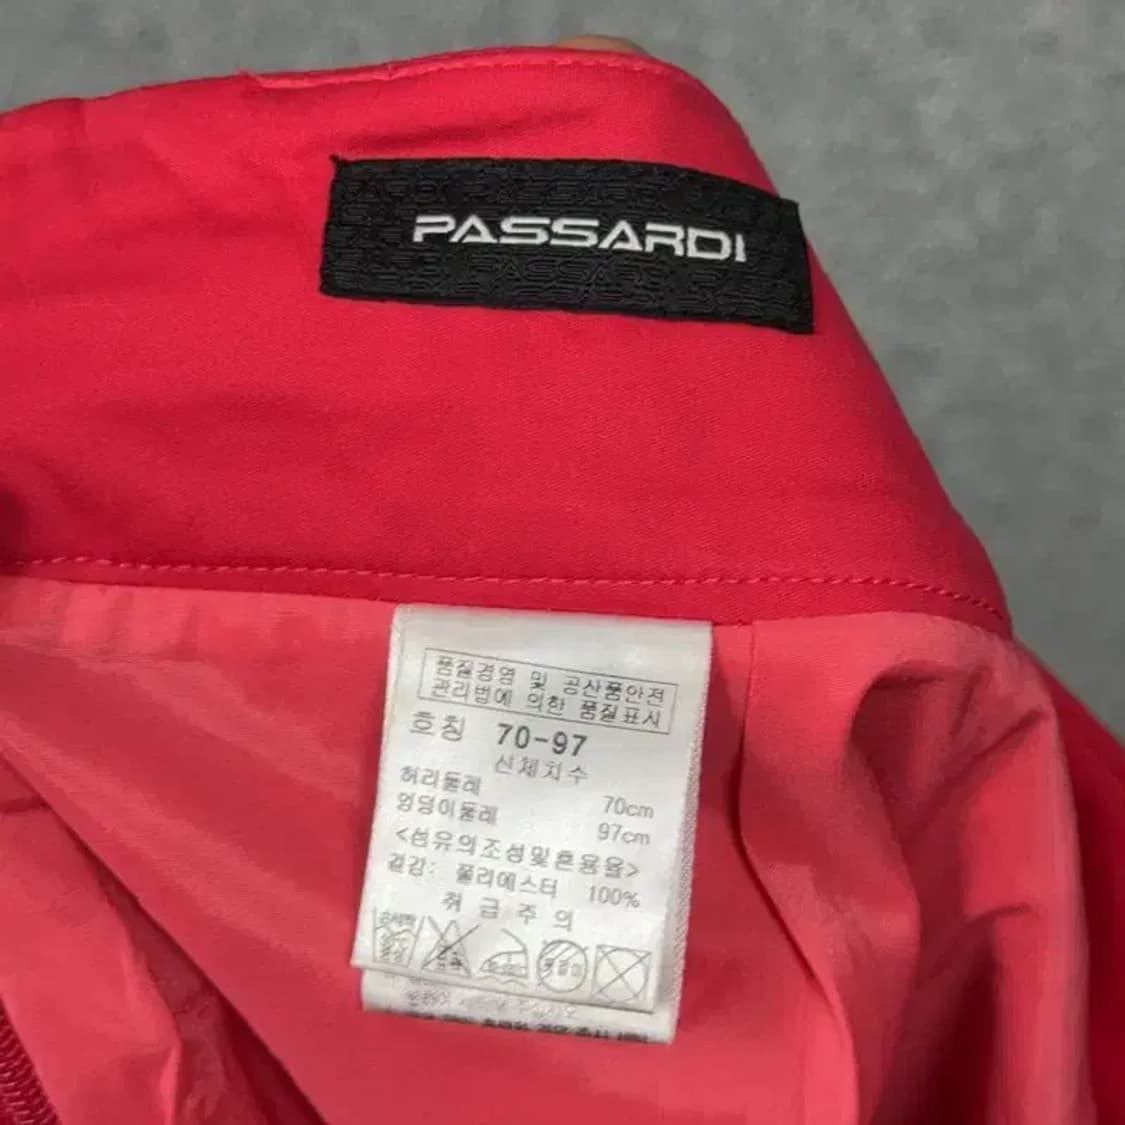 PASSARDI
품질경영 및 공산품안전
관리법에 의한 품질표시
호칭 70-97
신체치수
허리둘레 70cm
엉덩이둘레 97cm
<섬유의조성및혼용율>
겉감: 폴리에스터 100%
취급주의